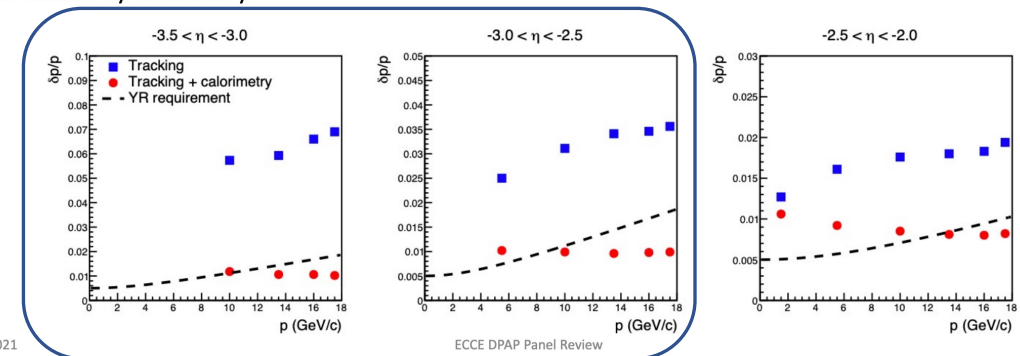 -3.5 < η < -3.0
δp/p
0.1
0.09
0.08
0.07
0.06
0.05
0.04
0.03
0.02
0.01
0
Tracking
Tracking + calorimetry
YR requirement
0 2 4 6 8 10 12 14 16 18
p (GeV/c)
-3.0 < η < -2.5
δp/p
0.05
0.045
0.04
0.035
0.03
0.025
0.02
0.015
0.01
0.005
0
0 2 4 6 8 10 12 14 16 18
p (GeV/c)
-2.5 < η < -2.0
δp/p
0.03
0.025
0.02
0.015
0.01
0.005
0
0 2 4 6 8 10 12 14 16 18
p (GeV/c)
021
ECCE DPAP Panel Review